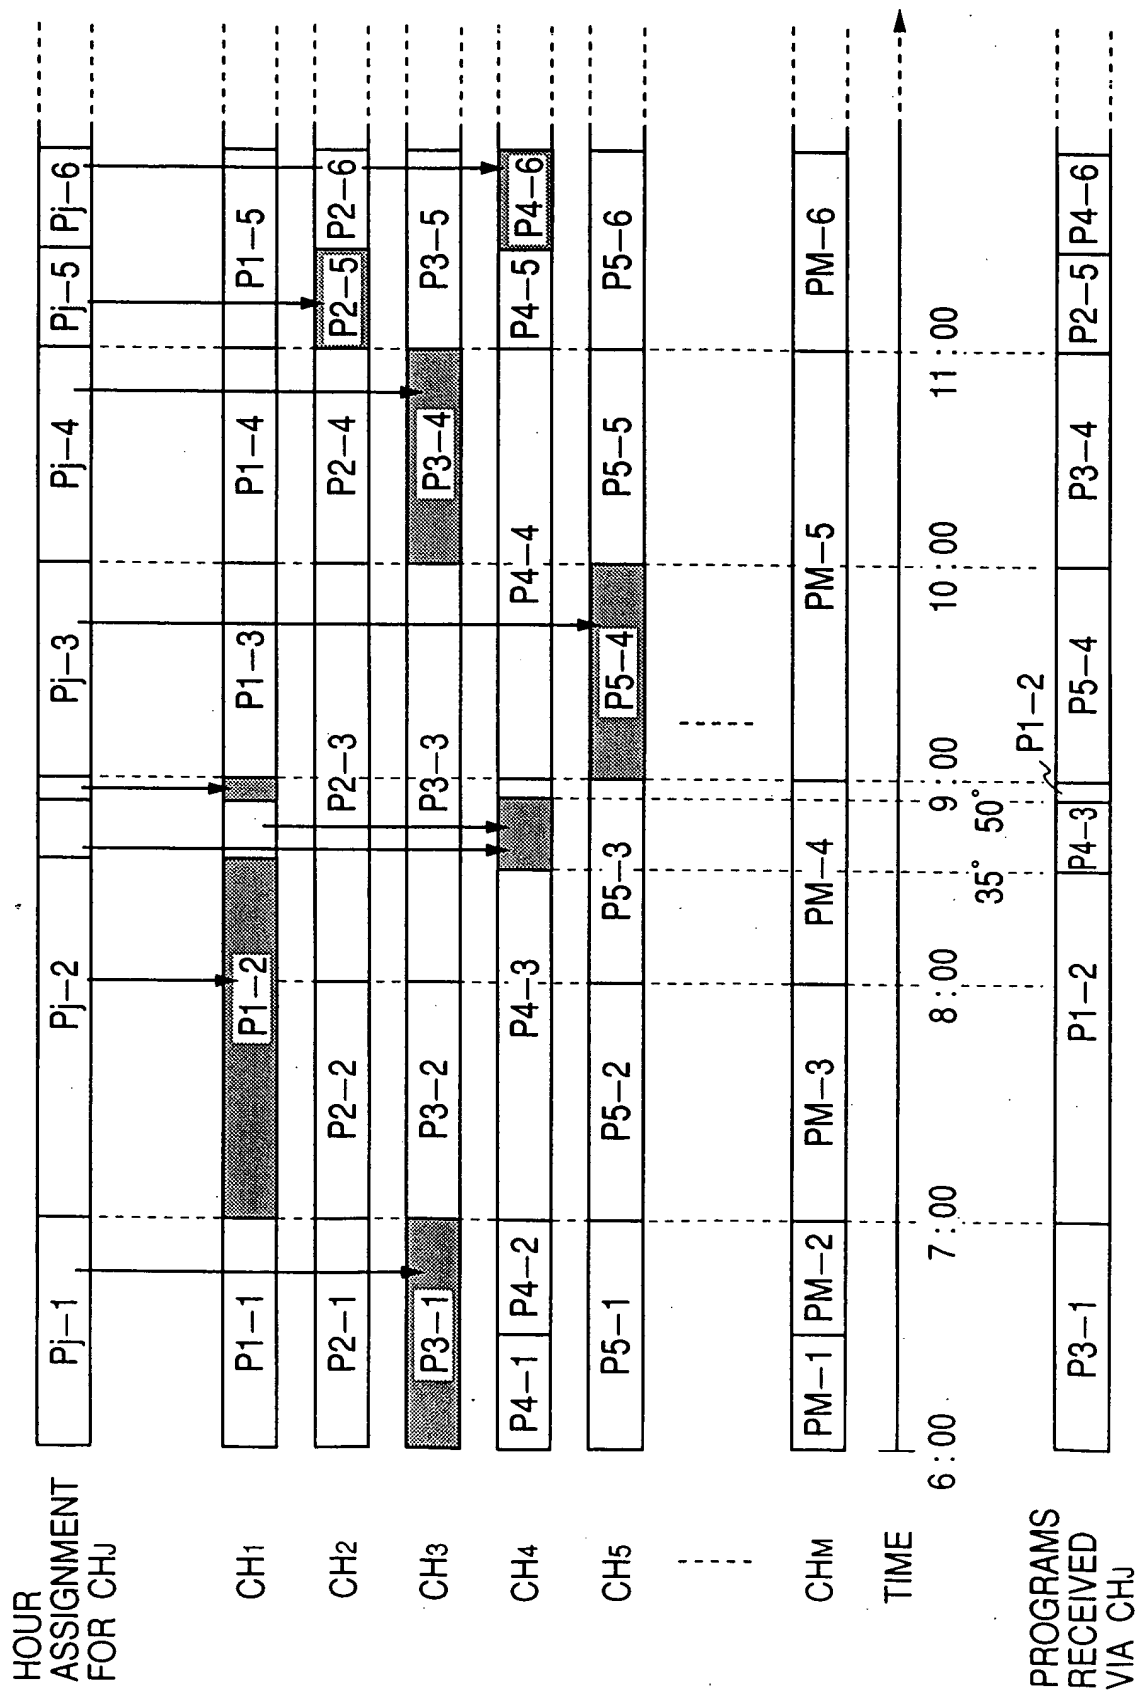 HOUR
ASSIGNMENT
FOR CHJ
Pj-1
Pj-2
Pj-3
Pj-4
Pj-5
Pj-6
CH1
P1-1
P1-2
P1-3
P1-4
P1-5
CH2
P2-1
P2-2
P2-3
P2-4
P2-5
P2-6
CH3
P3-1
P3-2
P3-3
P3-4
P3-5
CH4
P4-1
P4-2
P4-3
P4-4
P4-5
P4-6
CH5
P5-1
P5-2
P5-3
P5-4
P5-5
P5-6
CHM
PM-1
PM-2
PM-3
PM-4
PM-5
PM-6
TIME
6:00
7:00
8:00
9:00
10:00
11:00
35°
50°
P1-2
PROGRAMS
RECEIVED
VIA CHJ
P3-1
P1-2
P4-3
P5-4
P3-4
P2-5
P4-6